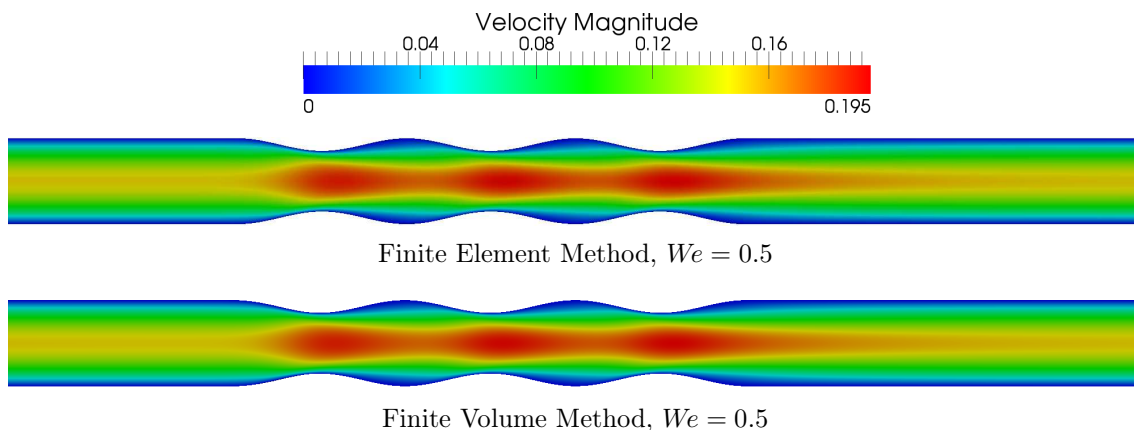 Velocity Magnitude
0.04 0.08 0.12 0.16
0 0.195
Finite Element Method, We = 0.5
Finite Volume Method, We = 0.5